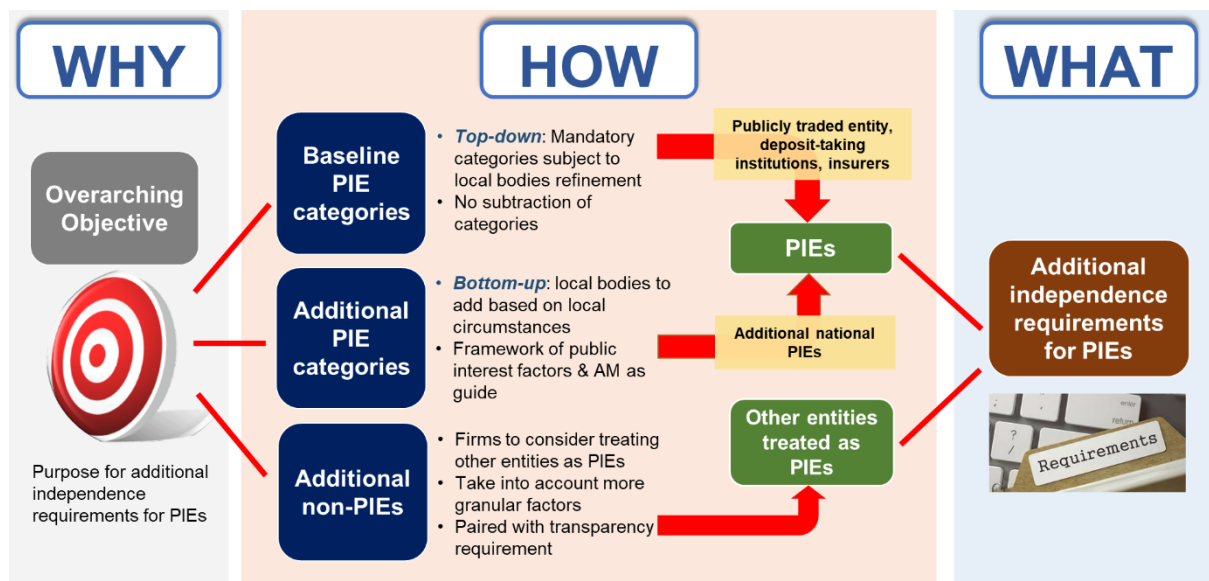 WHY
Overarching
Objective
Purpose for additional
independence
requirements for PIEs
HOW
Baseline
PIE
categories
• Top-down: Mandatory
categories subject to
local bodies refinement
• No subtraction of
categories
Publicly traded entity,
deposit-taking
institutions, insurers
PIEs
Additional
PIE
categories
• Bottom-up: local bodies to
add based on local
circumstances
• Framework of public
interest factors & AM as
guide
Additional national
PIEs
Additional
non-PIEs
• Firms to consider treating
other entities as PIEs
• Take into account more
granular factors
• Paired with transparency
requirement
Other entities
treated as
PIEs
WHAT
Additional
independence
requirements
for PIEs
enter
return
?
/
Requirements